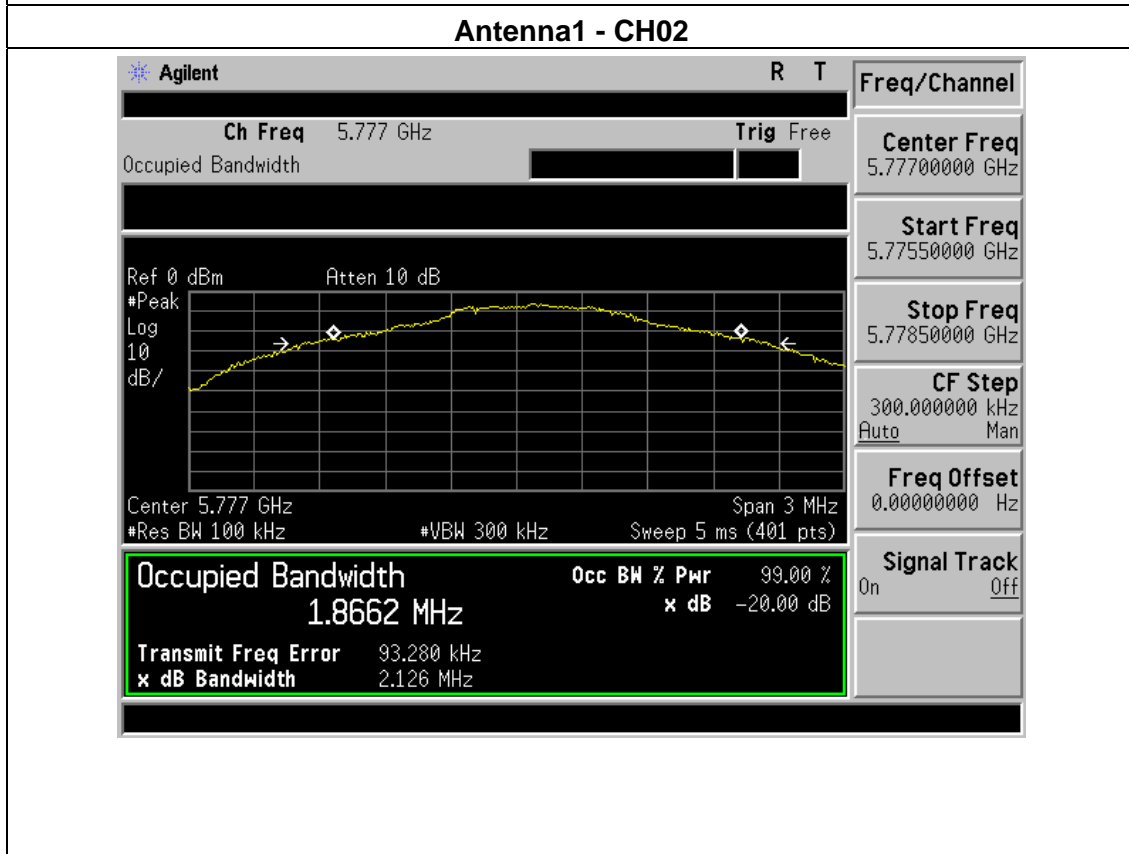 Antenna1 - CH02
Agilent R T
Freq/Channel
Ch Freq 5.777 GHz Trig Free
Occupied Bandwidth
Center Freq
5.77700000 GHz
Start Freq
5.77550000 GHz
Stop Freq
5.77850000 GHz
CF Step
300.000000 kHz
Auto Man
Freq Offset
0.00000000 Hz
Signal Track
On Off
Ref 0 dBm Atten 10 dB
#Peak
Log
10
dB/
Center 5.777 GHz Span 3 MHz
#Res BW 100 kHz #VBW 300 kHz Sweep 5 ms (401 pts)
Occupied Bandwidth Occ BW % Pwr 99.00 %
1.8662 MHz x dB -20.00 dB
Transmit Freq Error 93.280 kHz
x dB Bandwidth 2.126 MHz